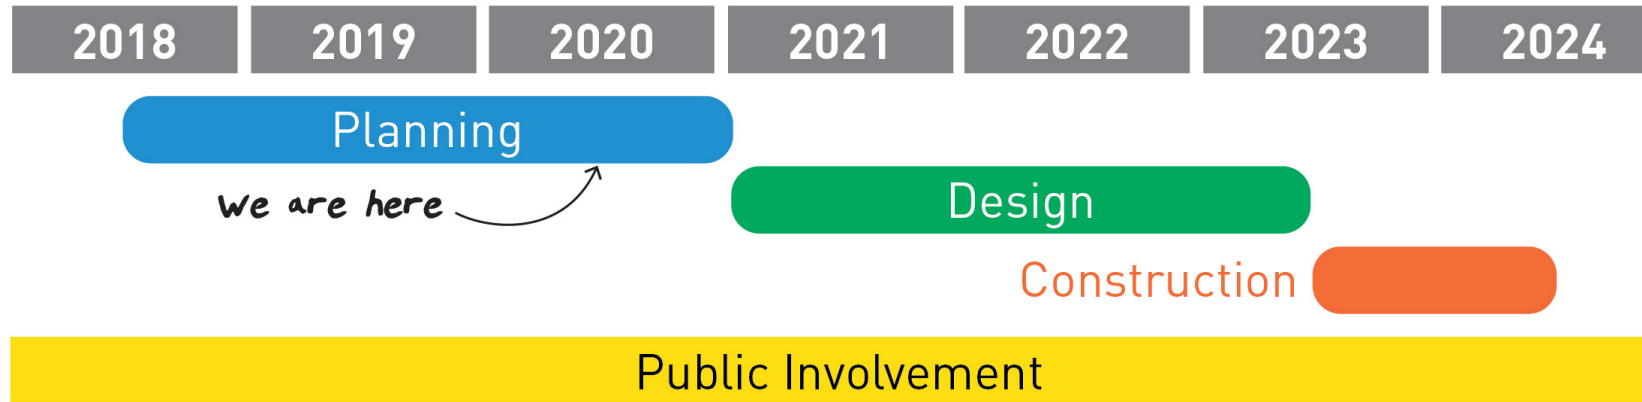 2018 2019 2020 2021 2022 2023 2024
Planning
we are here
Design
Construction
Public Involvement